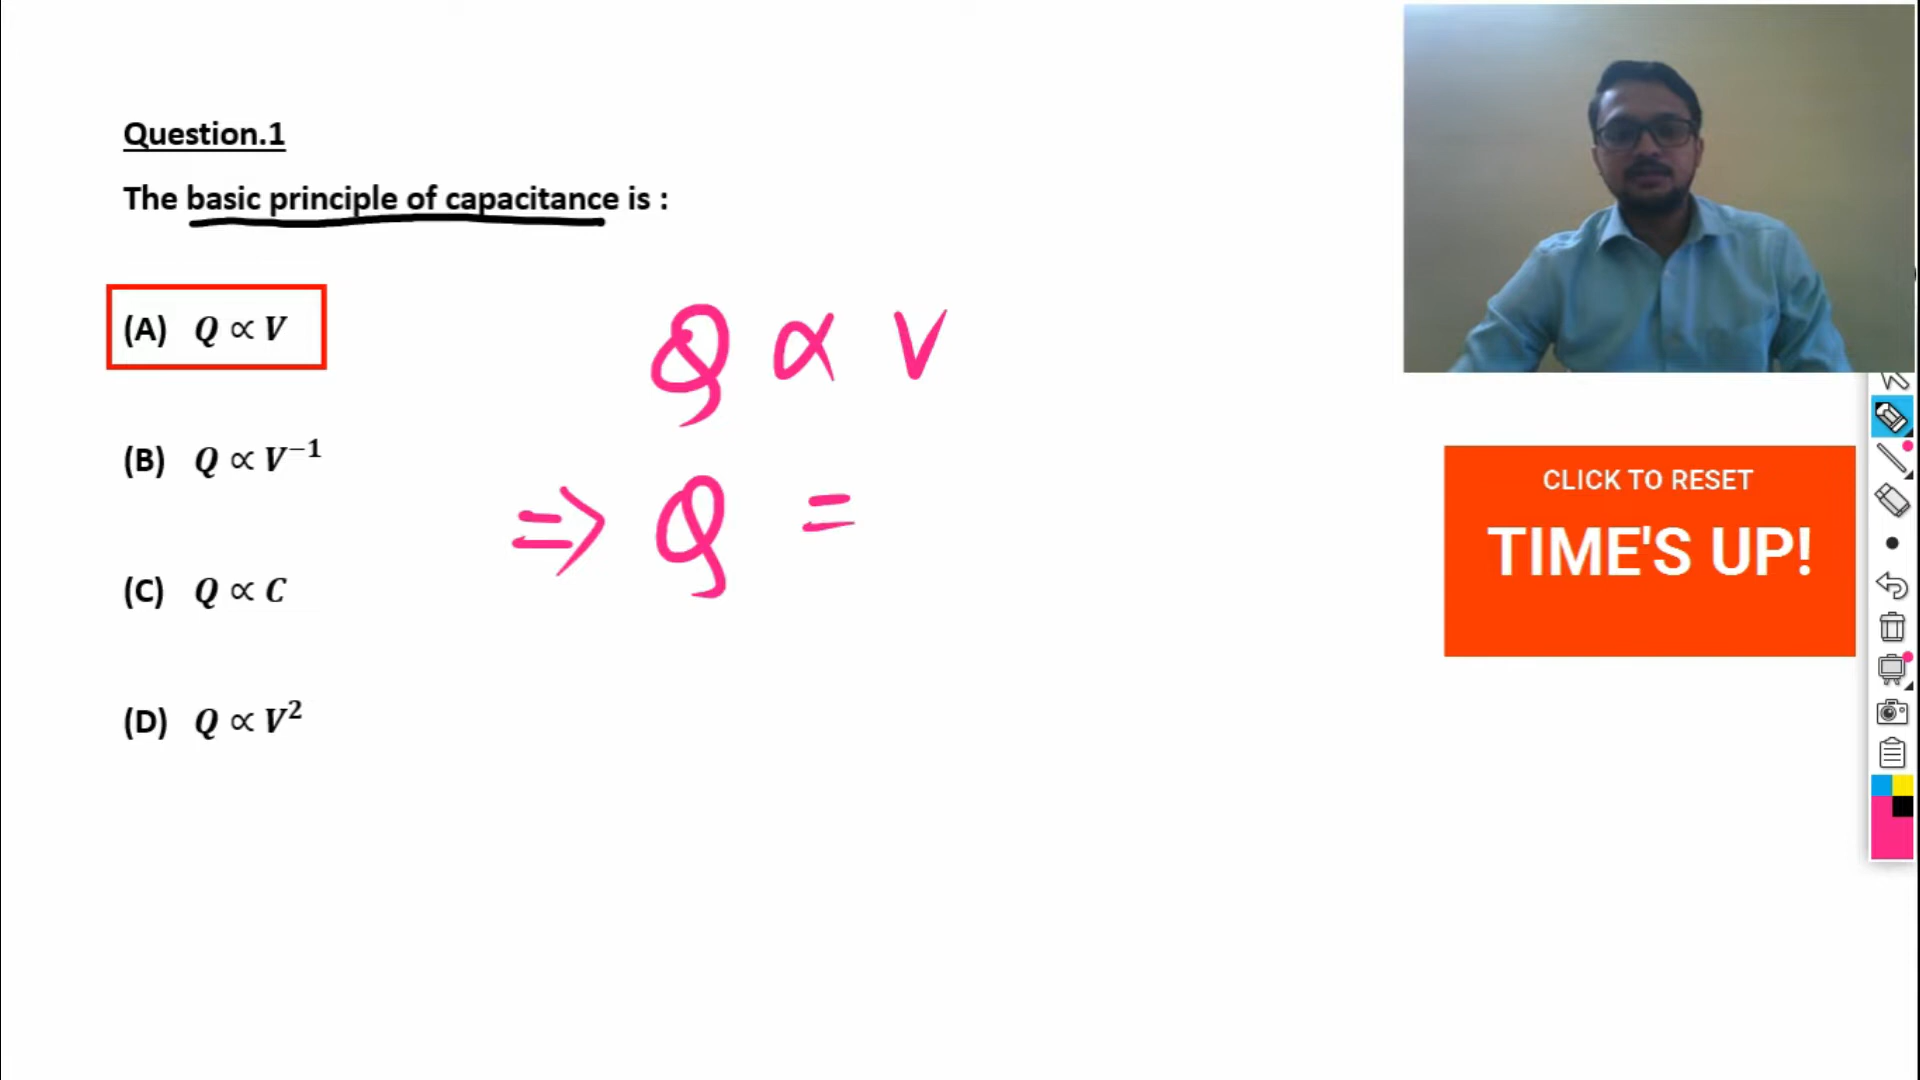 Question.1
The basic principle of capacitance is :
(A) Q ∝ V
(B) Q ∝ V⁻¹
(C) Q ∝ C
(D) Q ∝ V²
Q ∝ V
⇒ Q =
CLICK TO RESET
TIME'S UP!